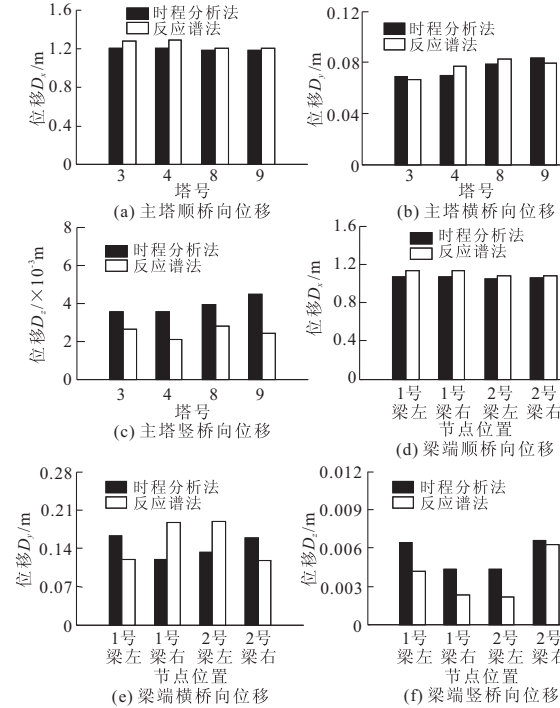 时程分析法
反应谱法
位移Dₓ/m
1.6
1.2
0.8
0.4
0
3 4 8 9
塔号
(a) 主塔顺桥向位移
时程分析法
反应谱法
位移Dᵧ/m
0.12
0.08
0.04
0
3 4 8 9
塔号
(b) 主塔横桥向位移
时程分析法
反应谱法
位移D_z/×10⁻³m
8
6
4
2
0
3 4 8 9
塔号
(c) 主塔竖桥向位移
时程分析法
反应谱法
位移Dₓ/m
1.6
1.2
0.8
0.4
0
1号 1号 2号 2号
梁左 梁右 梁左 梁右
节点位置
(d) 梁端顺桥向位移
时程分析法
反应谱法
位移Dᵧ/m
0.28
0.21
0.14
0.07
0
1号 1号 2号 2号
梁左 梁右 梁左 梁右
节点位置
(e) 梁端横桥向位移
时程分析法
反应谱法
位移D_z/m
0.012
0.009
0.006
0.003
0
1号 1号 2号 2号
梁左 梁右 梁左 梁右
节点位置
(f) 梁端竖桥向位移